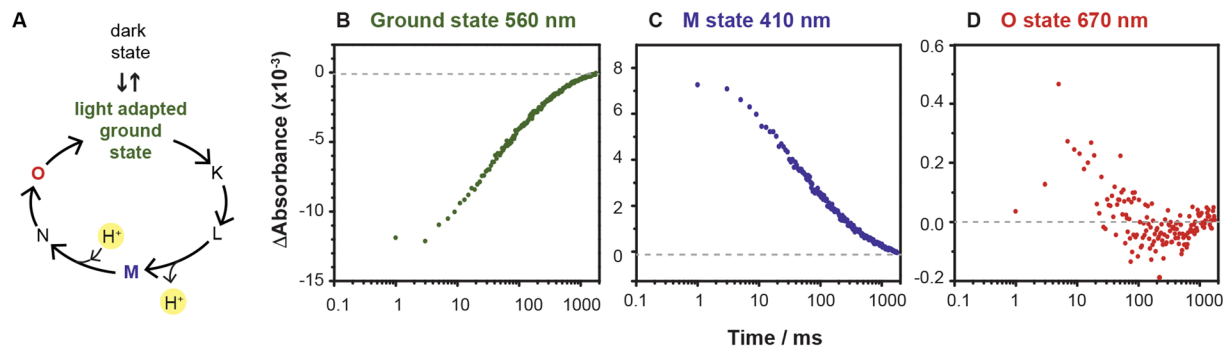 A
dark
state
light adapted
ground
state
O
K
N
L
H⁺
M
H⁺
B Ground state 560 nm
ΔAbsorbance (x10⁻³)
0
-5
-10
-15
0.1 1 10 100 1000
C M state 410 nm
8
6
4
2
0
0.1 1 10 100 1000
D O state 670 nm
0.6
0.4
0.2
0.0
-0.2
0.1 1 10 100 1000
Time / ms